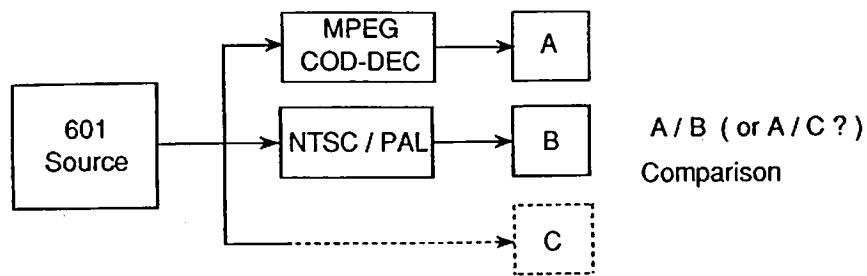 MPEG
COD-DEC
A
601
Source
NTSC / PAL
B
A / B ( or A / C ? )
Comparison
C